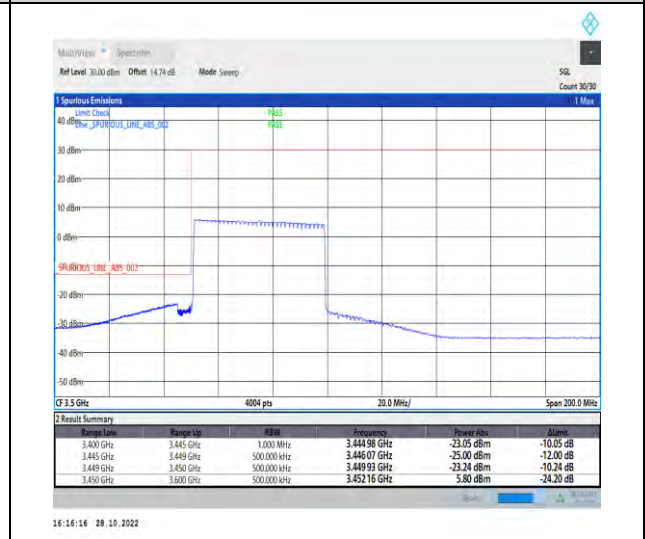 MultiView Spectrum
Ref Level 30.00 dBm Offset 14.74 dB Mode Sweep SGL
Count 30/30
1 Spurious Emissions 1 Max
Limit Check PASS
40 dBm Line _SPURIOUS_LINE_ABS_002 PASS
30 dBm
20 dBm
10 dBm
0 dBm
SPURIOUS_LINE_ABS_002
-20 dBm
-30 dBm
-40 dBm
-50 dBm
CF 3.5 GHz 4004 pts 20.0 MHz/ Span 200.0 MHz
2 Result Summary
Range Low Range Up RBW Frequency Power Abs ΔLimit
3.400 GHz 3.445 GHz 1.000 MHz 3.444 98 GHz -23.05 dBm -10.05 dB
3.445 GHz 3.449 GHz 500.000 kHz 3.446 07 GHz -25.00 dBm -12.00 dB
3.449 GHz 3.450 GHz 500.000 kHz 3.449 93 GHz -23.24 dBm -10.24 dB
3.450 GHz 3.600 GHz 500.000 kHz 3.452 16 GHz 5.80 dBm -24.20 dB
16:16:16 28.10.2022